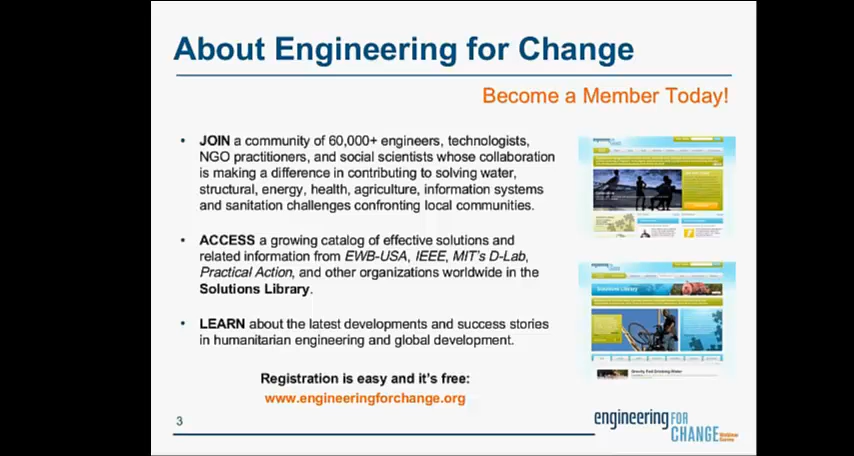 About Engineering for Change
Become a Member Today!
• JOIN a community of 60,000+ engineers, technologists,
NGO practitioners, and social scientists whose collaboration
is making a difference in contributing to solving water,
structural, energy, health, agriculture, information systems
and sanitation challenges confronting local communities.
• ACCESS a growing catalog of effective solutions and
related information from EWB-USA, IEEE, MIT's D-Lab,
Practical Action, and other organizations worldwide in the
Solutions Library.
• LEARN about the latest developments and success stories
in humanitarian engineering and global development.
Solutions Library
Registration is easy and it's free:
www.engineeringforchange.org
3
engineering FOR
CHANGE Webinar
Series